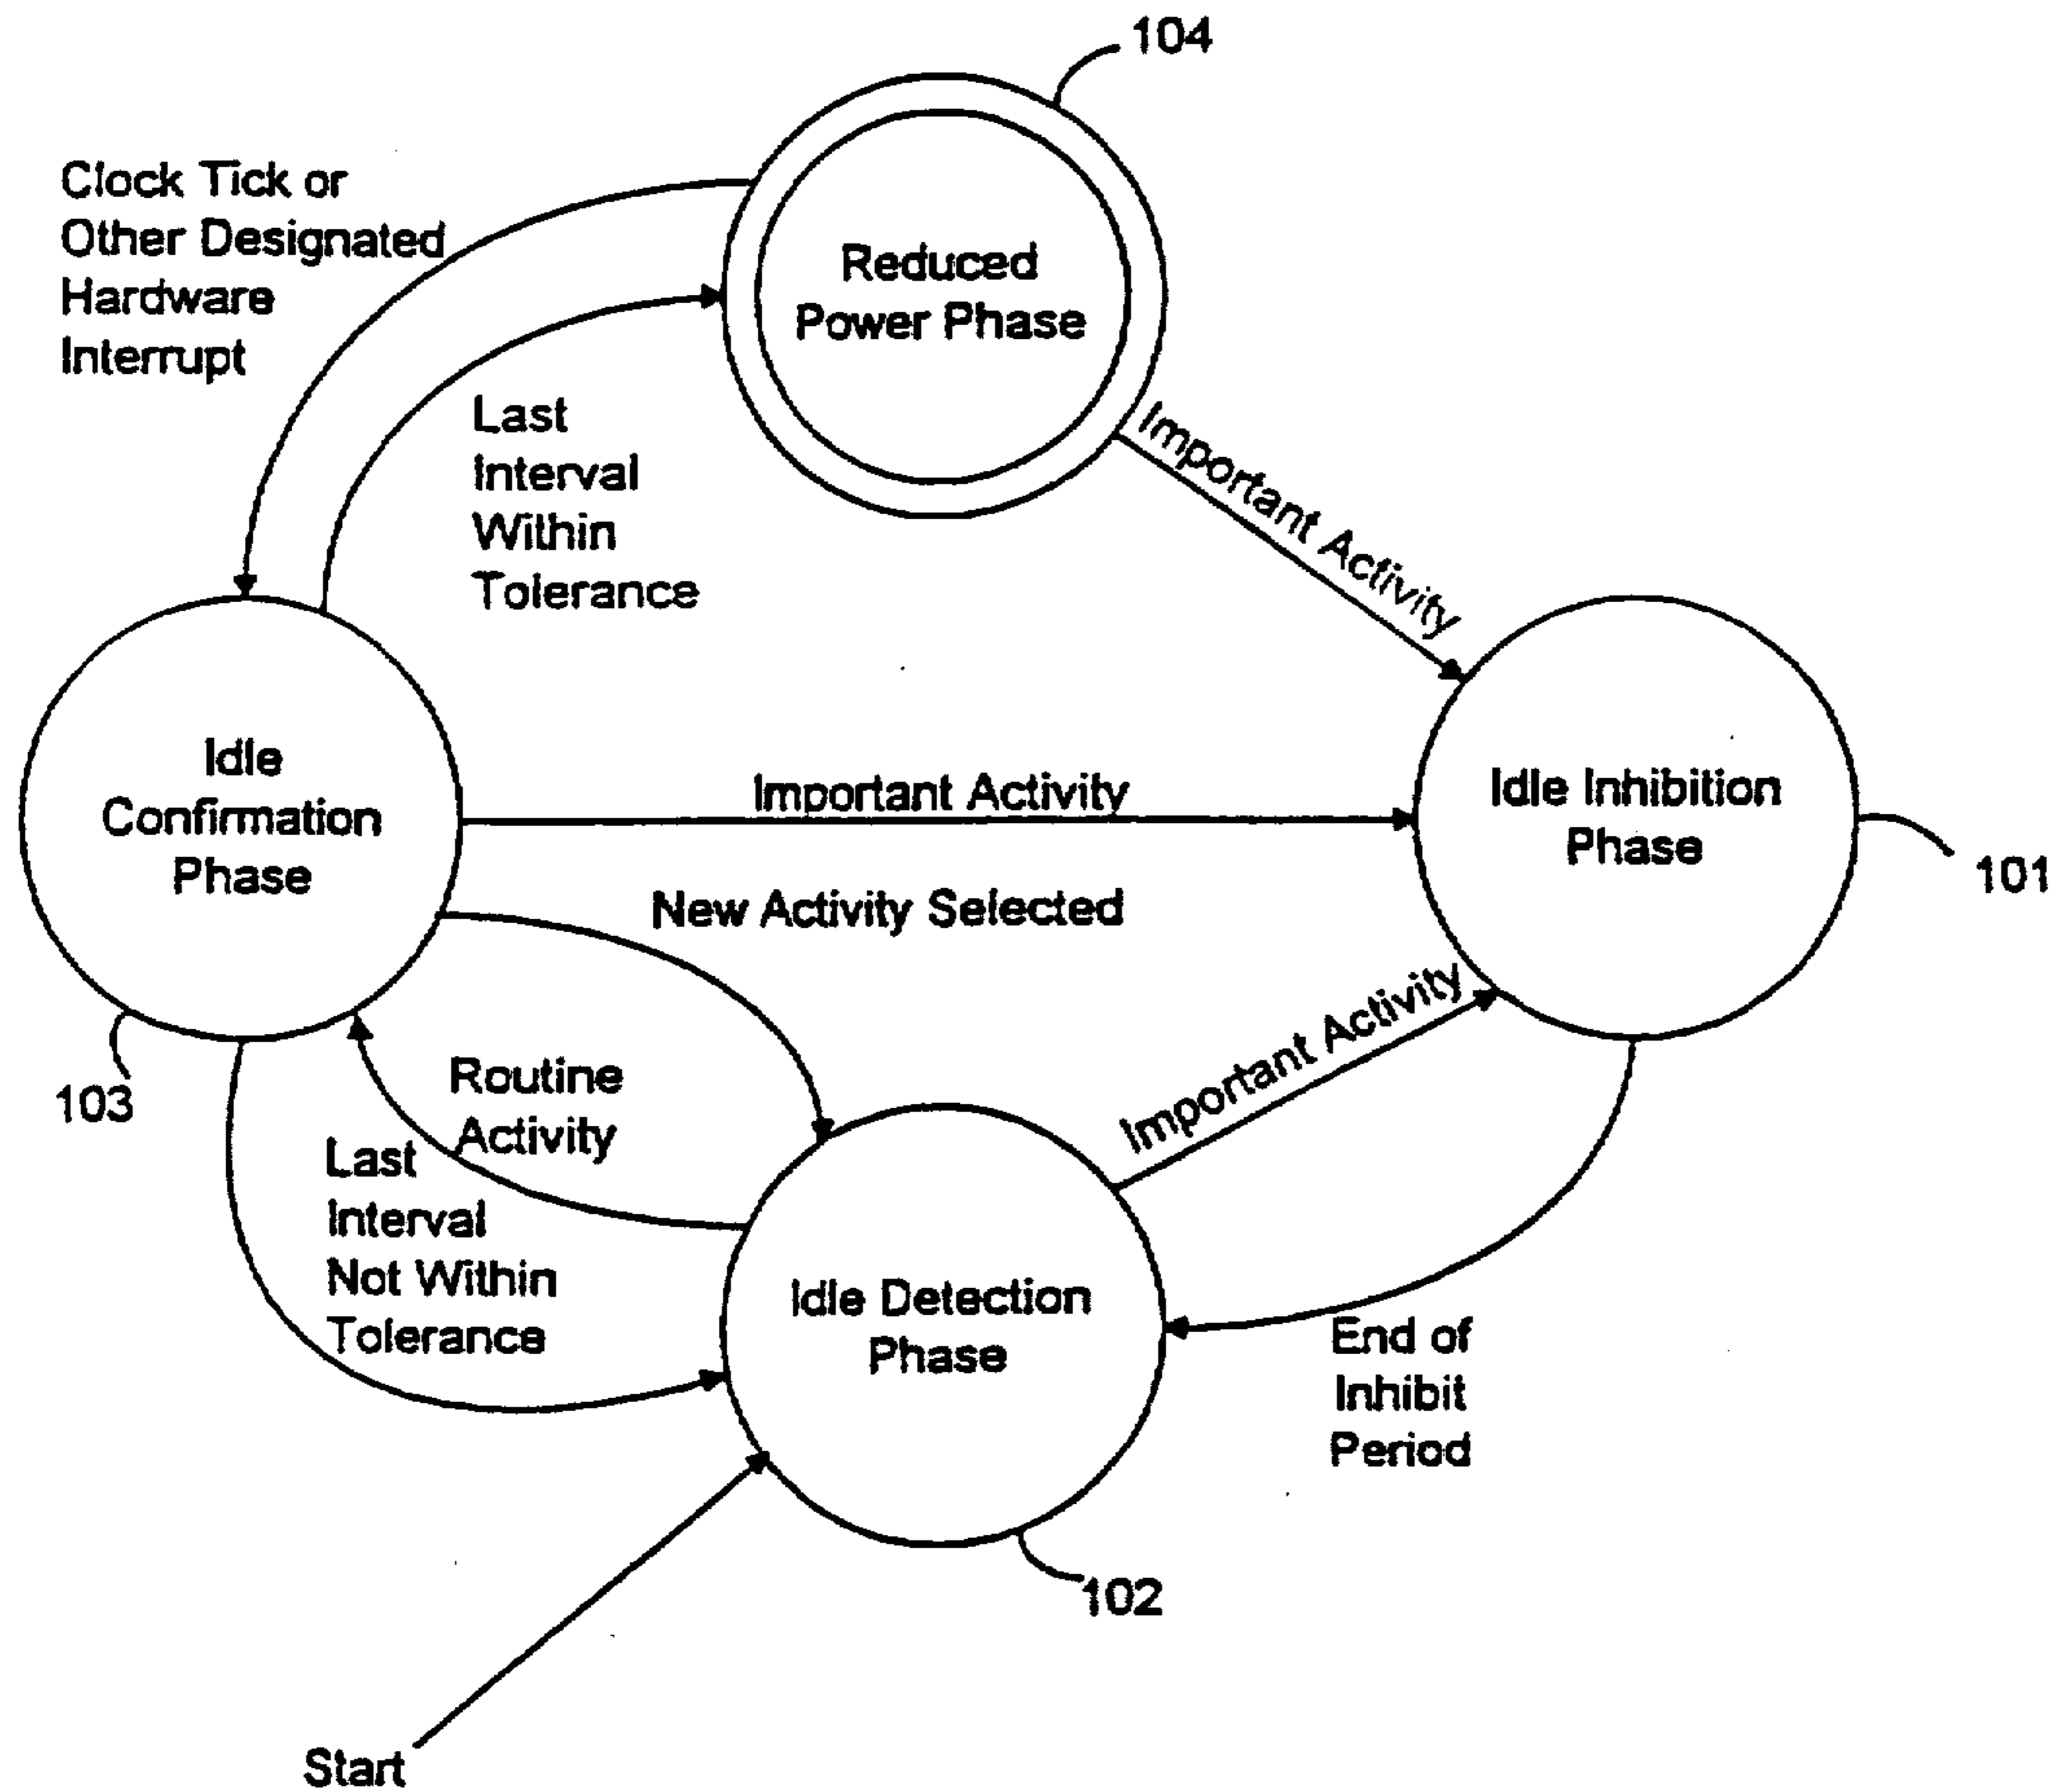 104
Clock Tick or
Other Designated
Hardware
Interrupt
Reduced
Power Phase
Last
Interval
Within
Tolerance
Important Activity
Idle
Confirmation
Phase
Important Activity
Idle Inhibition
Phase
101
New Activity Selected
103
Routine
Activity
Important Activity
Last
Interval
Not Within
Tolerance
Idle Detection
Phase
End of
Inhibit
Period
102
Start